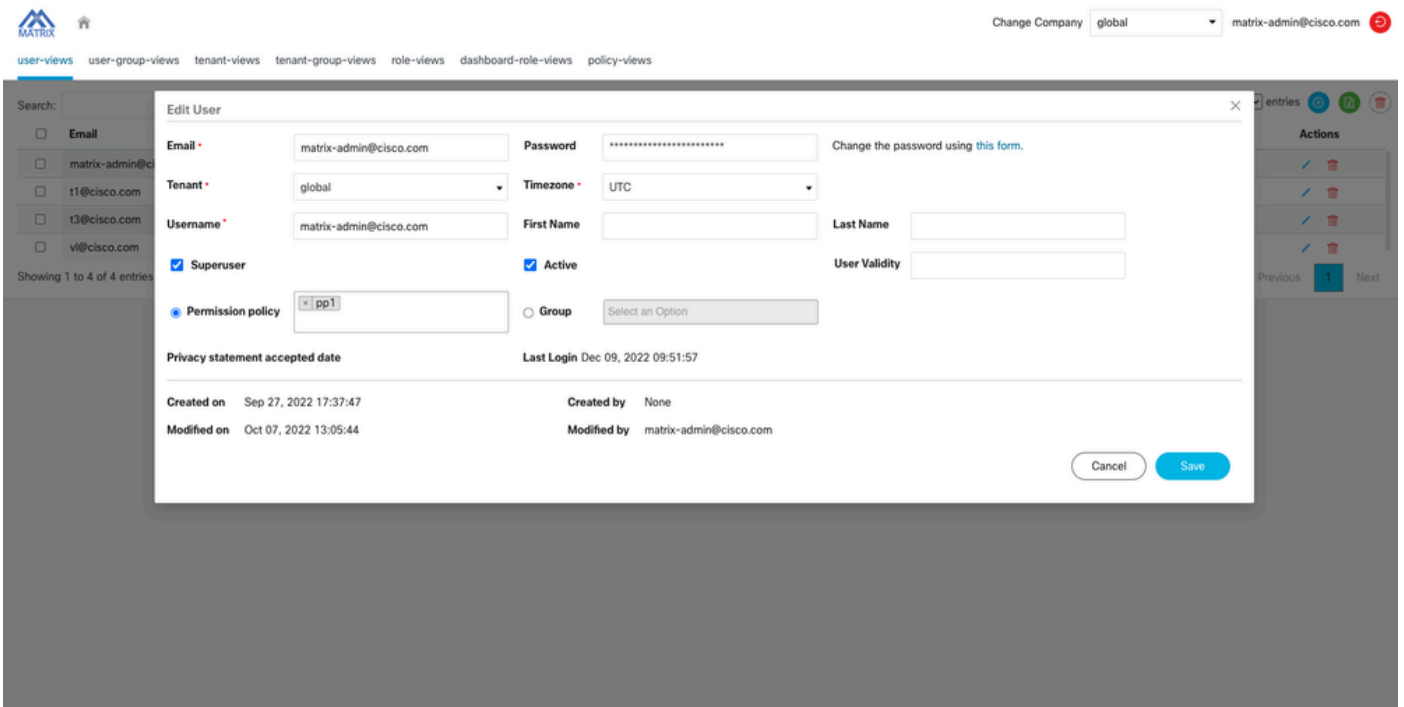 MATRIX
Change Company global matrix-admin@cisco.com
user-views user-group-views tenant-views tenant-group-views role-views dashboard-role-views policy-views
Search: entries
Email Actions
matrix-admin@ci
t1@cisco.com
t3@cisco.com
vl@cisco.com
Showing 1 to 4 of 4 entries Previous 1 Next
Edit User ×
Email * matrix-admin@cisco.com Password ************************ Change the password using this form.
Tenant * global Timezone * UTC
Username * matrix-admin@cisco.com First Name Last Name
Superuser Active User Validity
Permission policy × pp1 Group Select an Option
Privacy statement accepted date Last Login Dec 09, 2022 09:51:57
Created on Sep 27, 2022 17:37:47 Created by None
Modified on Oct 07, 2022 13:05:44 Modified by matrix-admin@cisco.com
Cancel Save